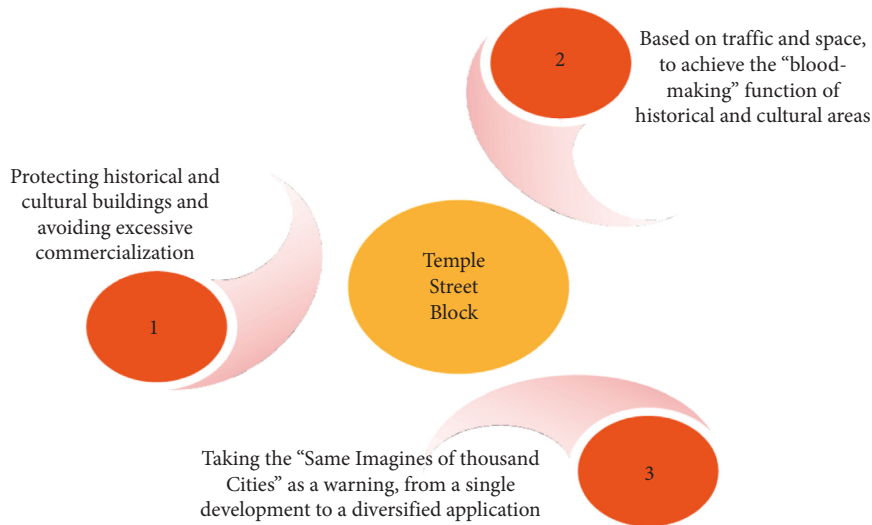 Protecting historical and
cultural buildings and
avoiding excessive
commercialization
1
2
Based on traffic and space,
to achieve the “blood-
making” function of
historical and cultural areas
Temple
Street
Block
Taking the “Same Imagines of thousand
Cities” as a warning, from a single
development to a diversified application
3